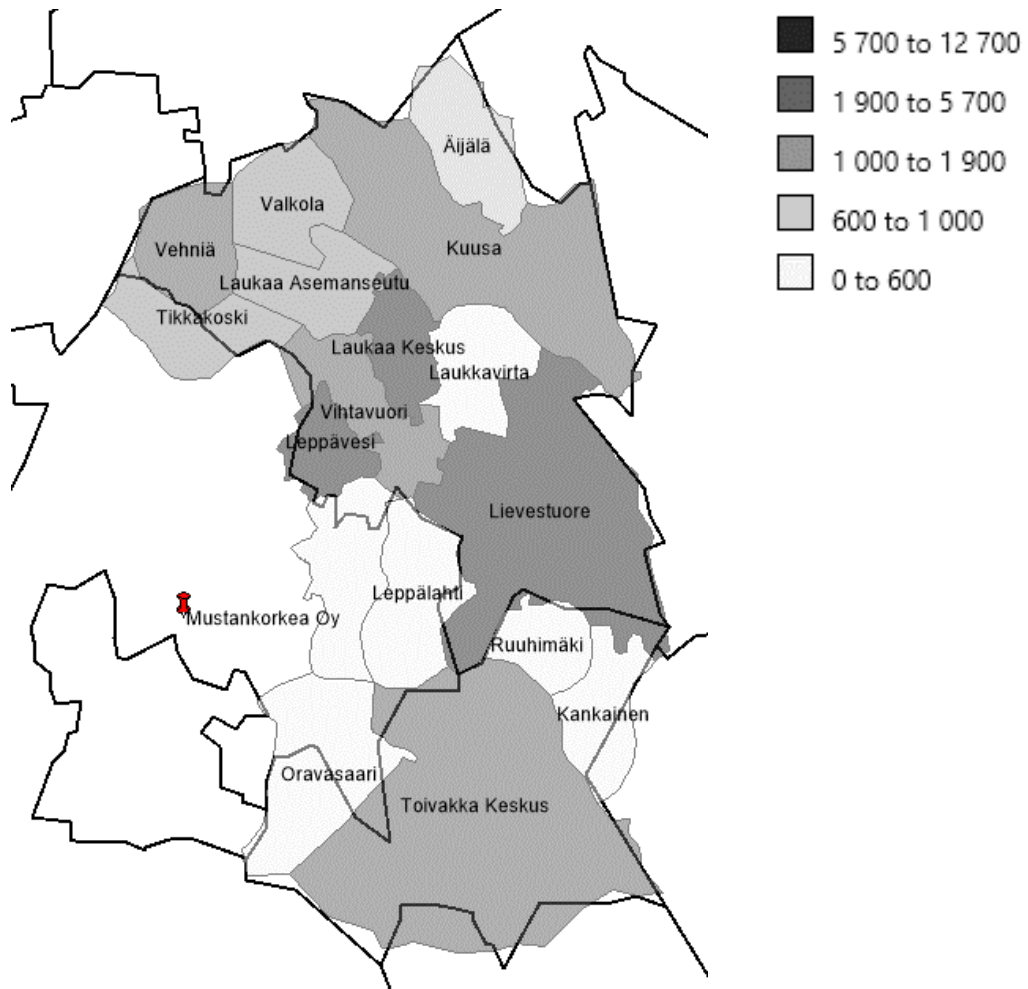 5 700 to 12 700
1 900 to 5 700
1 000 to 1 900
600 to 1 000
0 to 600
Äijälä
Valkola
Vehniä
Kuusa
Laukaa Asemanseutu
Tikkakoski
Laukaa Keskus
Laukkavirta
Vihtavuori
Leppävesi
Lievestuore
Leppälahti
Mustankorkea Oy
Ruuhimäki
Kankainen
Oravasaari
Toivakka Keskus